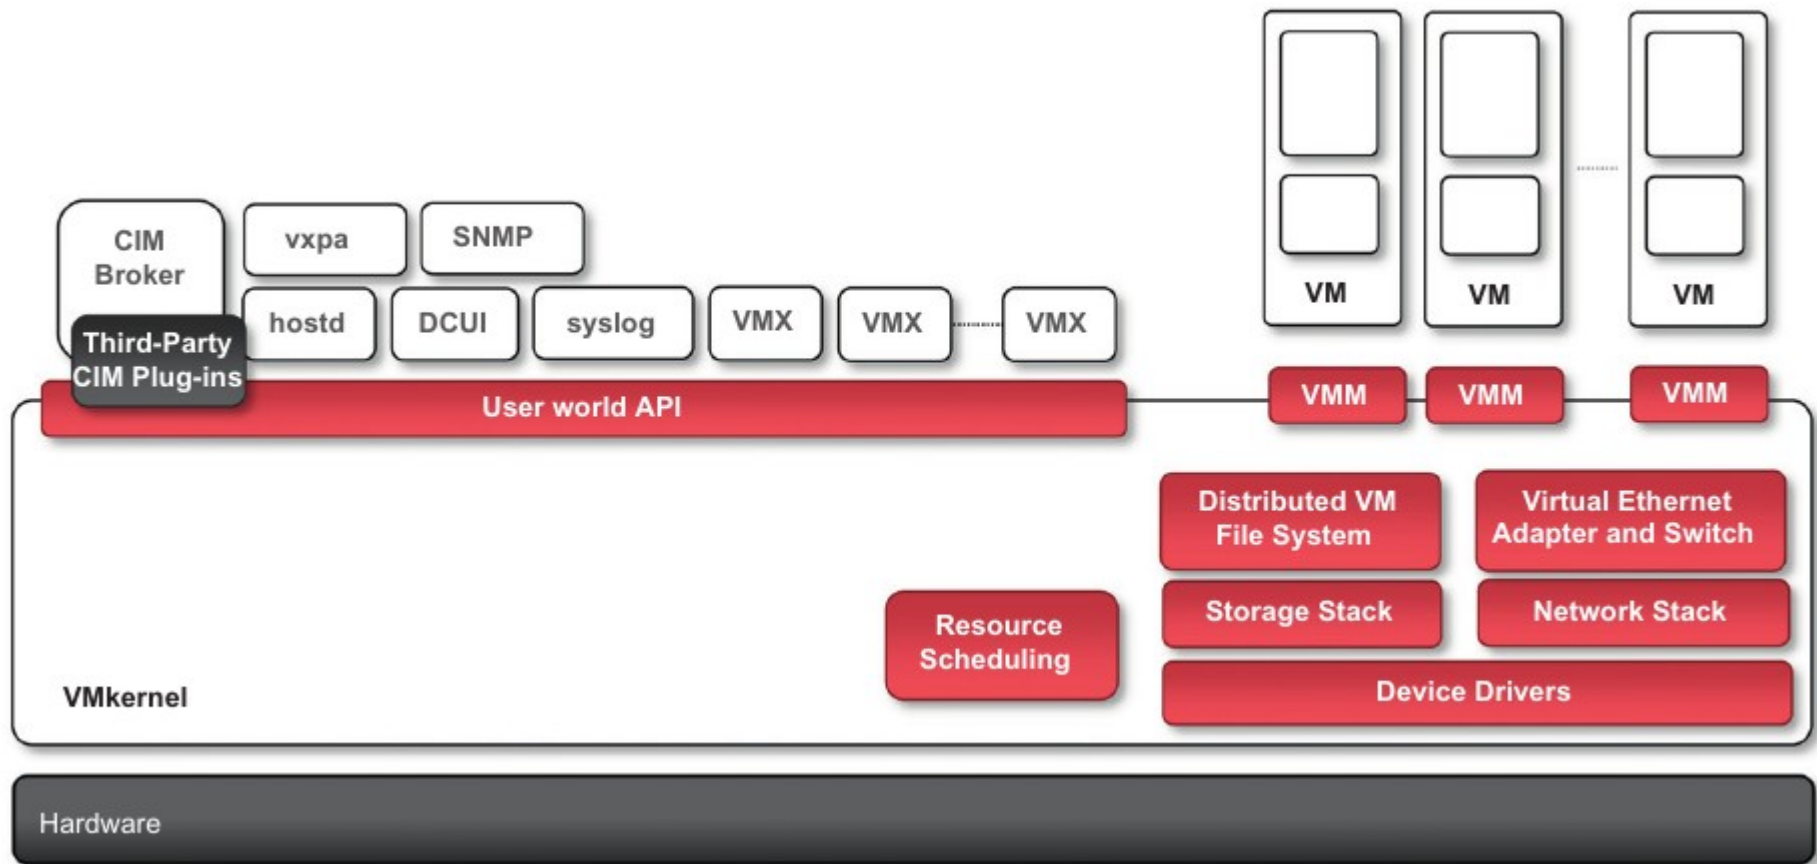 VM
VM
VM
CIM
Broker
vxpa
SNMP
hostd
DCUI
syslog
VMX
VMX
VMX
Third-Party
CIM Plug-ins
User world API
VMM
VMM
VMM
Distributed VM
File System
Virtual Ethernet
Adapter and Switch
Resource
Scheduling
Storage Stack
Network Stack
Device Drivers
VMkernel
Hardware